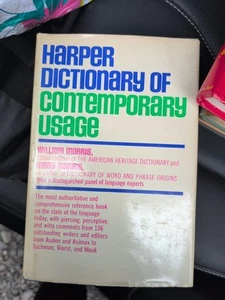 HARPER
DICTIONARY OF
CONTEMPORARY
USAGE
WILLIAM MORRIS,
OF THE AMERICAN HERITAGE DICTIONARY and
MARY MORRIS,
DICTIONARY OF WORD AND PHRASE ORIGINS
distinguished panel of language experts
The most authoritative and
comprehensive reference book
on the state of the language
today, with piercing, perceptive,
and witty comments from 136
outstanding writers and editors
from Auden and Asimov to
Tuchman, Viorst, and Wouk